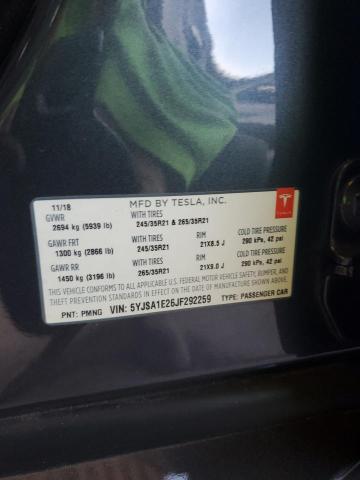 11/18 MFD BY TESLA, INC.
GVWR WITH TIRES
2694 kg (5939 lb) 245/35R21 & 265/35R21
GAWR FRT WITH TIRES RIM COLD TIRE PRESSURE
1300 kg (2866 lb) 245/35R21 21X8.5 J 290 kPa, 42 psi
GAWR RR WITH TIRES RIM COLD TIRE PRESSURE
1450 kg (3196 lb) 265/35R21 21X9.0 J 290 kPa, 42 psi
THIS VEHICLE CONFORMS TO ALL APPLICABLE U.S. FEDERAL MOTOR VEHICLE SAFETY, BUMPER, AND
THEFT PREVENTION STANDARDS IN EFFECT ON THE DATE OF MANUFACTURE SHOWN ABOVE.
PNT: PMNG VIN: 5YJSA1E26JF292259 TYPE: PASSENGER CAR